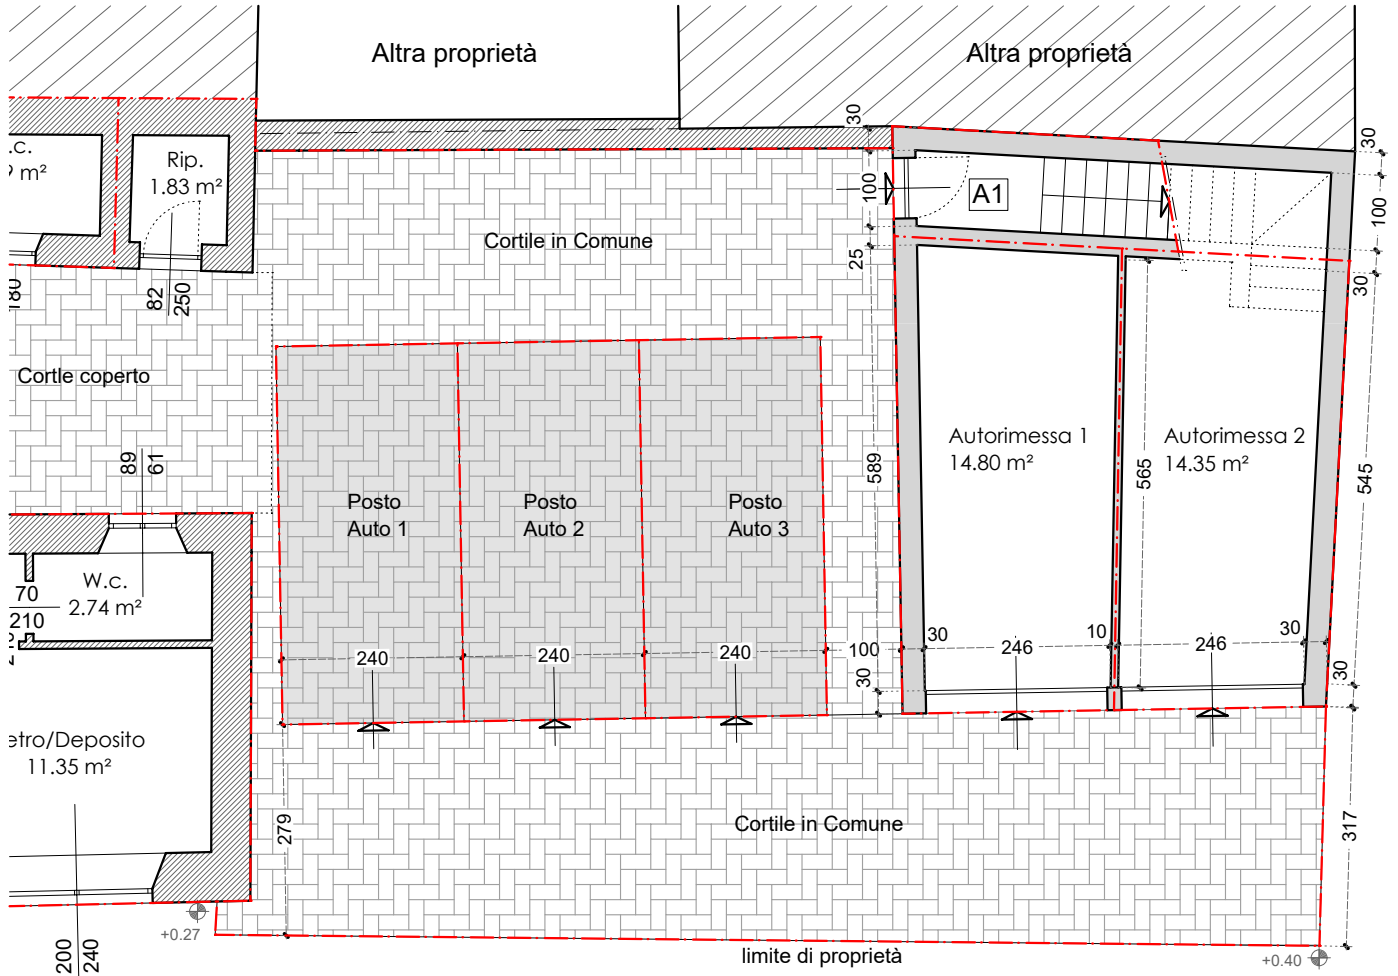 Altra proprietà
Altra proprietà
30
30
.c.
m²
Rip.
1.83 m²
100
A1
100
Cortile in Comune
25
30
180
82
250
Cortle coperto
89
61
Autorimessa 1
14.80 m²
Autorimessa 2
14.35 m²
589
565
545
Posto
Auto 1
Posto
Auto 2
Posto
Auto 3
W.c.
2.74 m²
70
210
240
240
240
100
30
246
10
246
30
30
30
etro/Deposito
11.35 m²
279
Cortile in Comune
317
+0.27
200
240
limite di proprietà
+0.40